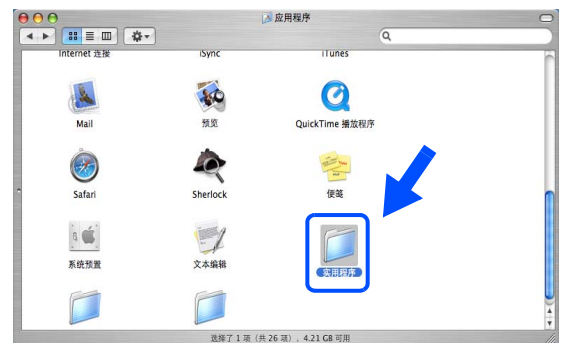 应用程序
Internet 连接
iSync
iTunes
Mail
预览
QuickTime 播放程序
Safari
Sherlock
便笺
系统预置
文本编辑
实用程序
选择了 1 项（共 26 项）, 4.21 GB 可用